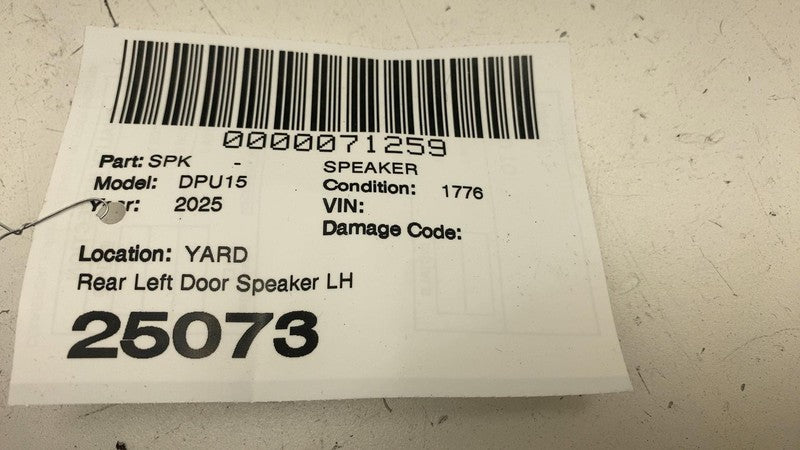 0000071259
Part: SPK - SPEAKER
Model: DPU15 Condition: 1776
Year: 2025 VIN:
Damage Code:
Location: YARD
Rear Left Door Speaker LH
25073